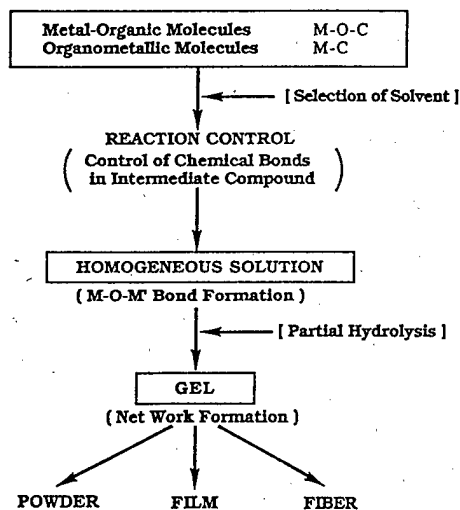 Metal-Organic Molecules M-O-C
Organometallic Molecules M-C
[ Selection of Solvent ]
REACTION CONTROL
( Control of Chemical Bonds
in Intermediate Compound )
HOMOGENEOUS SOLUTION
( M-O-M' Bond Formation )
[ Partial Hydrolysis ]
GEL
( Net Work Formation )
POWDER FILM FIBER